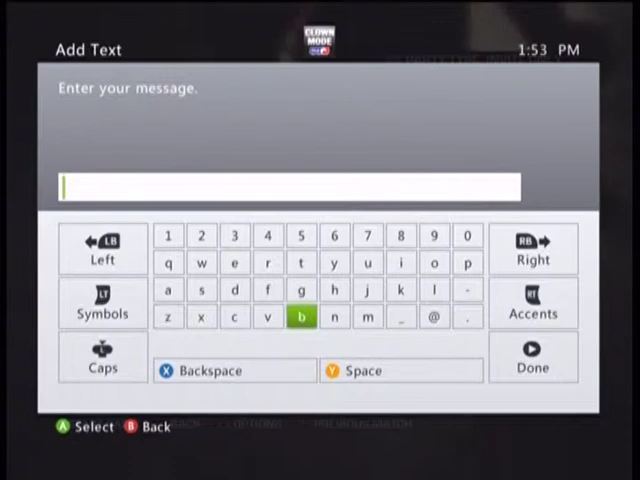 Add Text
CLOWN
MODE
1:53 PM
Enter your message.
LB
Left
1 2 3 4 5 6 7 8 9 0
RB
Right
q w e r t y u i o p
LT
Symbols
a s d f g h j k l -
RT
Accents
z x c v b n m _ @ .
L
Caps
X Backspace
Y Space
Done
A Select B Back